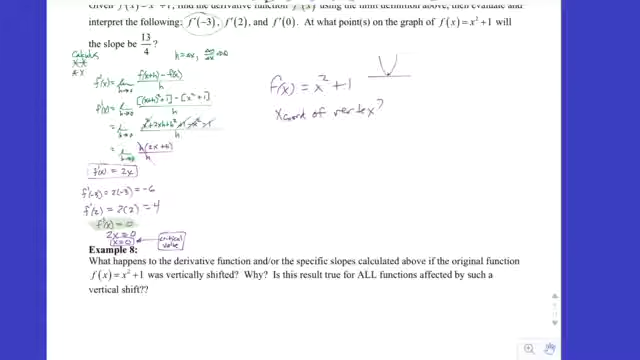 Given f(x) = x² + 1, find the derivative function f'(x) using the limit definition above, then evaluate and
interpret the following: f'(-3), f'(2), and f'(0). At what point(s) on the graph of f(x) = x² + 1 will
the slope be 13/4?
Calculus
h = Δx,
f'(x) = lim h→0 f(x+h) - f(x) / h
f'(x) = lim h→0 [(x+h)² + 1] - [x² + 1] / h
= lim h→0 x² + 2xh + h² + 1 - x² - 1 / h
= lim h→0 h(2x + h) / h
f'(x) = 2x
f'(-3) = 2(-3) = -6
f'(2) = 2(2) = 4
f'(x) = 0
2x = 0
x = 0
critical value
f(x) = x² + 1
x coord of vertex?
Example 8:
What happens to the derivative function and/or the specific slopes calculated above if the original function
f(x) = x² + 1 was vertically shifted? Why? Is this result true for ALL functions affected by such a
vertical shift??